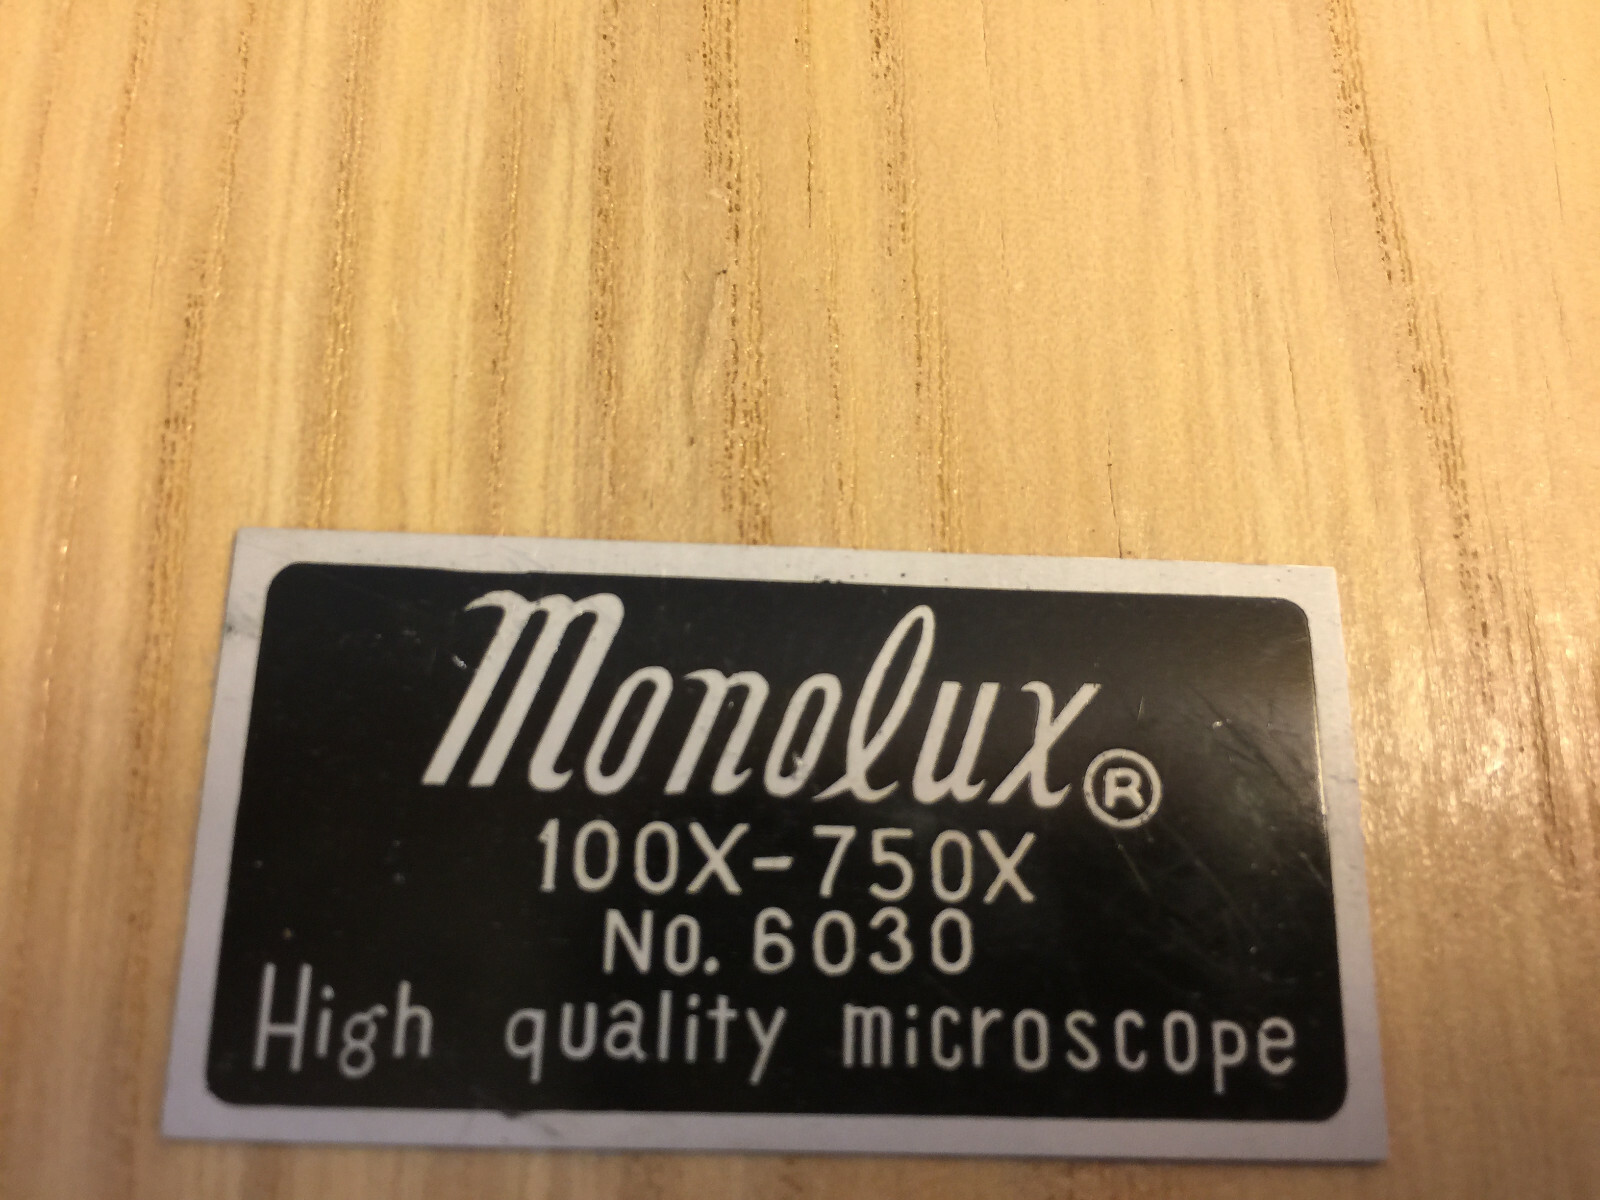 Monolux®
100X-750X
No. 6030
High quality microscope